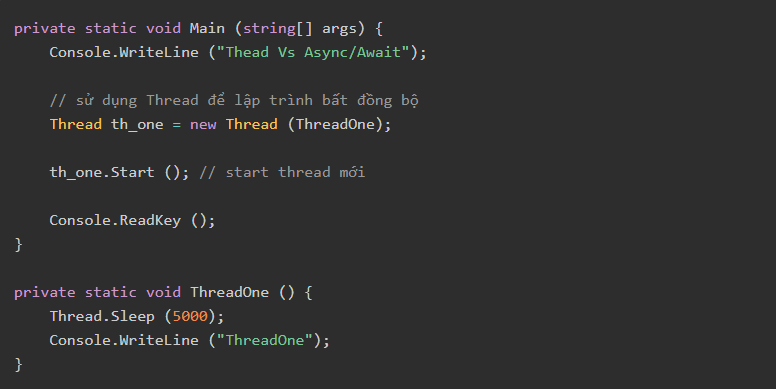 private static void Main (string[] args) {
    Console.WriteLine ("Thead Vs Async/Await");
    // sử dụng Thread để lập trình bất đồng bộ
    Thread th_one = new Thread (ThreadOne);
    th_one.Start (); // start thread mới
    Console.ReadKey ();
}
private static void ThreadOne () {
    Thread.Sleep (5000);
    Console.WriteLine ("ThreadOne");
}